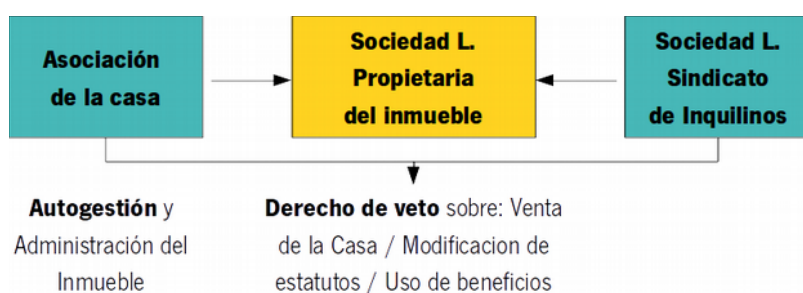 Asociación
de la casa
Sociedad L.
Propietaria
del inmueble
Sociedad L.
Sindicato
de Inquilinos
Autogestión y
Administración del
Inmueble
Derecho de veto sobre: Venta
de la Casa / Modificacion de
estatutos / Uso de beneficios